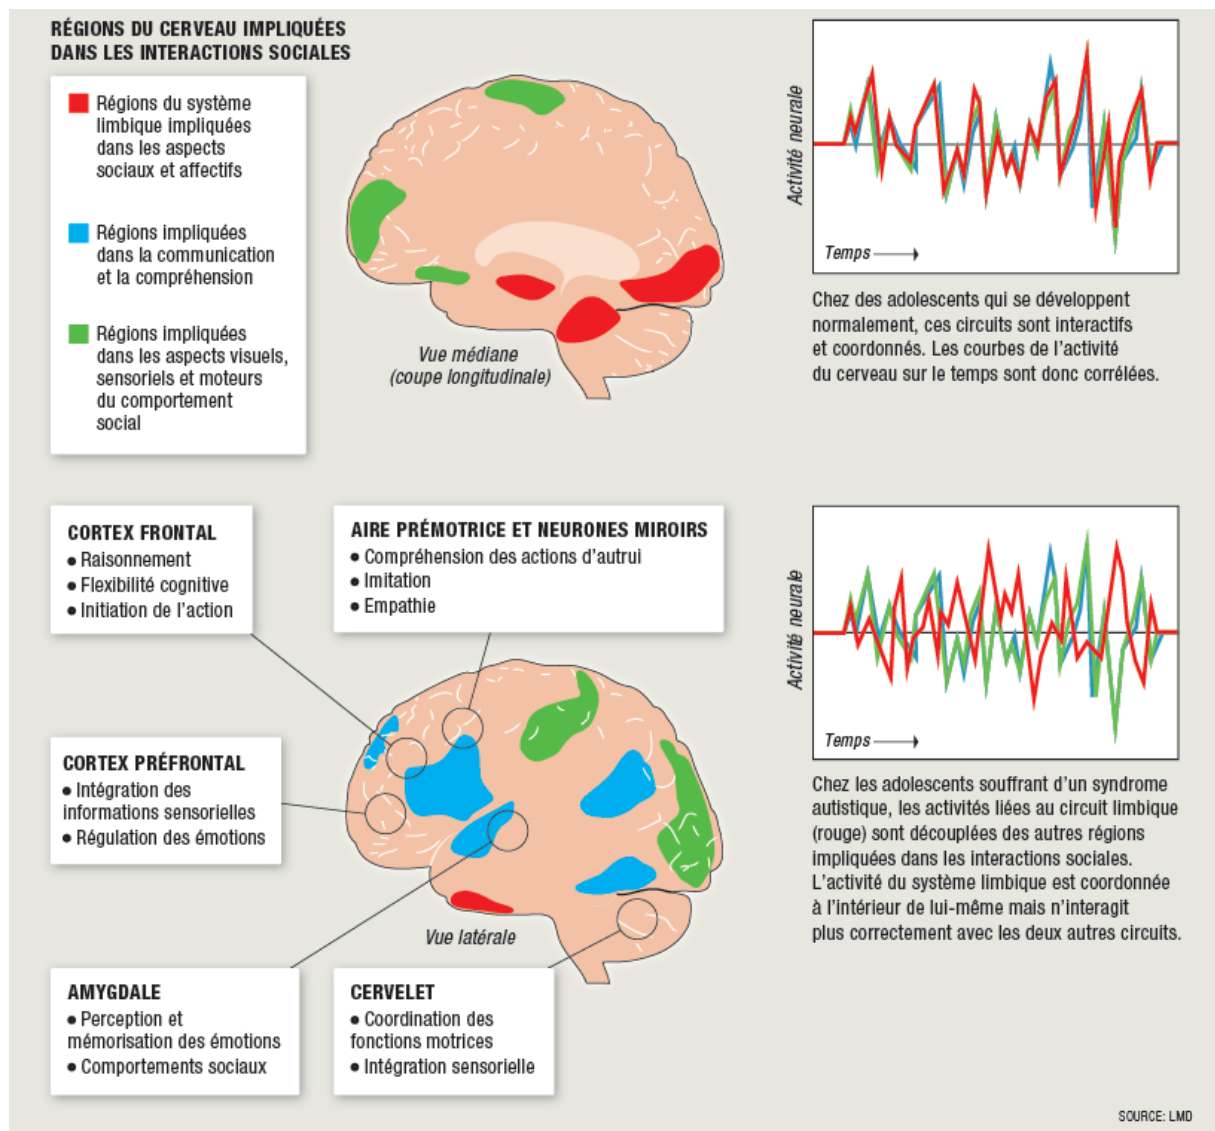 RÉGIONS DU CERVEAU IMPLIQUÉES
DANS LES INTERACTIONS SOCIALES
Régions du système
limbique impliquées
dans les aspects
sociaux et affectifs
Régions impliquées
dans la communication
et la compréhension
Régions impliquées
dans les aspects visuels,
sensoriels et moteurs
du comportement
social
Vue médiane
(coupe longitudinale)
Activité neurale
Temps
Chez des adolescents qui se développent
normalement, ces circuits sont interactifs
et coordonnés. Les courbes de l'activité
du cerveau sur le temps sont donc corrélées.
CORTEX FRONTAL
• Raisonnement
• Flexibilité cognitive
• Initiation de l'action
AIRE PRÉMOTRICE ET NEURONES MIROIRS
• Compréhension des actions d'autrui
• Imitation
• Empathie
CORTEX PRÉFRONTAL
• Intégration des
informations sensorielles
• Régulation des émotions
Vue latérale
AMYGDALE
• Perception et
mémorisation des émotions
• Comportements sociaux
CERVELET
• Coordination des
fonctions motrices
• Intégration sensorielle
Activité neurale
Temps
Chez les adolescents souffrant d'un syndrome
autistique, les activités liées au circuit limbique
(rouge) sont découplées des autres régions
impliquées dans les interactions sociales.
L'activité du système limbique est coordonnée
à l'intérieur de lui-même mais n'interagit
plus correctement avec les deux autres circuits.
SOURCE: LMD